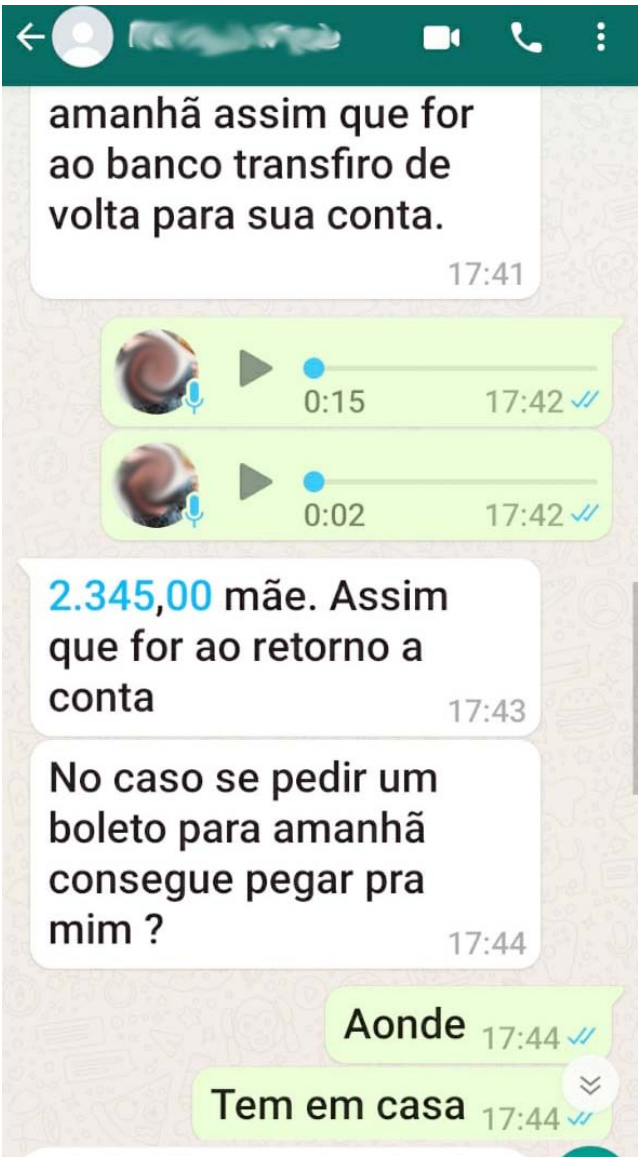 amanhã assim que for
ao banco transfiro de
volta para sua conta.
17:41
0:15 17:42
0:02 17:42
2.345,00 mãe. Assim
que for ao retorno a
conta 17:43
No caso se pedir um
boleto para amanhã
consegue pegar pra
mim ? 17:44
Aonde 17:44
Tem em casa 17:44